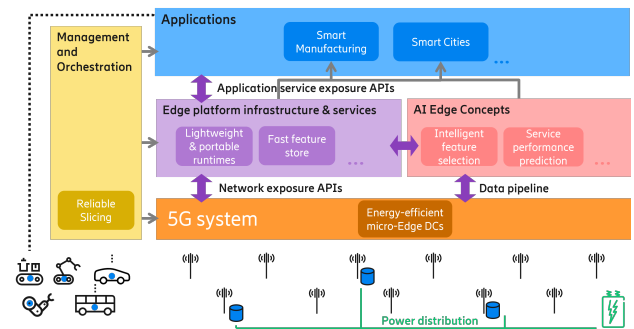 Applications
Management
and
Orchestration
Smart
Manufacturing
Smart Cities
...
Application service exposure APIs
Edge platform infrastructure & services
Lightweight
& portable
runtimes
Fast feature
store
...
AI Edge Concepts
Intelligent
feature
selection
Service
performance
prediction
...
Network exposure APIs
Data pipeline
Reliable
Slicing
5G system
Energy-efficient
micro-Edge DCs
Power distribution